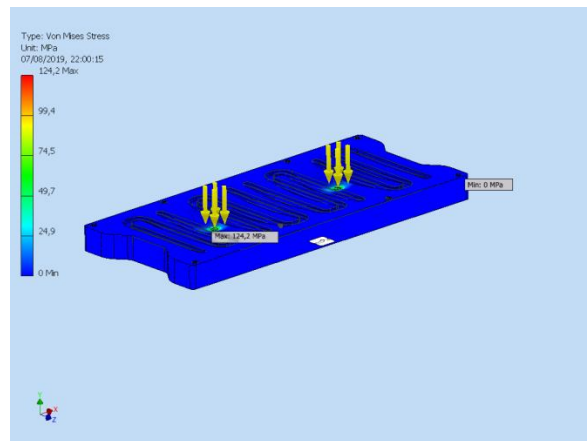 Type: Von Mises Stress
Unit: MPa
07/08/2019, 22:00:15
124,2 Max
99,4
74,5
49,7
24,9
0 Min
Min: 0 MPa
Max: 124,2 MPa
Y
X
Z